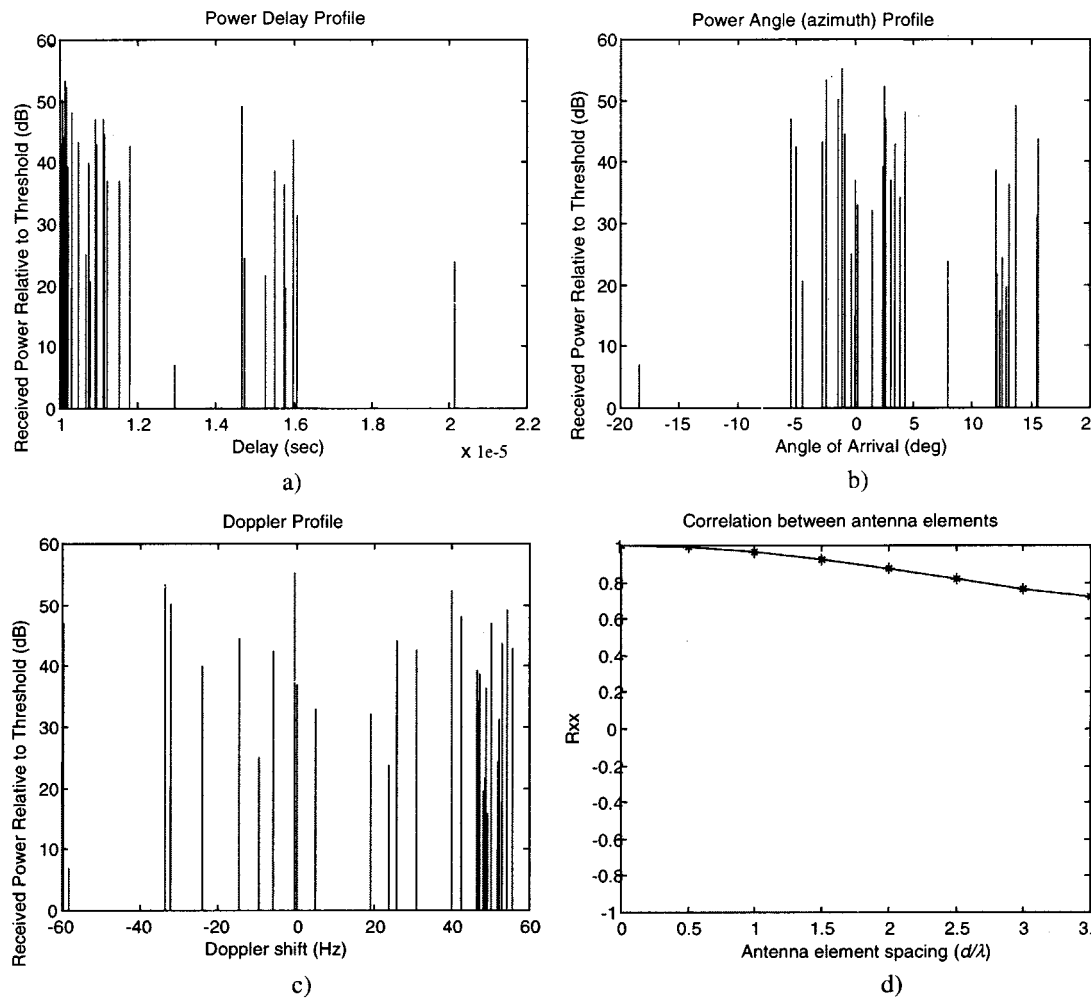 Power Delay Profile
Received Power Relative to Threshold (dB)
60
50
40
30
20
10
0
1 1.2 1.4 1.6 1.8 2 2.2
Delay (sec)
x 1e-5
a)
Power Angle (azimuth) Profile
Received Power Relative to Threshold (dB)
60
50
40
30
20
10
0
-20 -15 -10 -5 0 5 10 15 20
Angle of Arrival (deg)
b)
Doppler Profile
Received Power Relative to Threshold (dB)
60
50
40
30
20
10
0
-60 -40 -20 0 20 40 60
Doppler shift (Hz)
c)
Correlation between antenna elements
Rxx
1
0.8
0.6
0.4
0.2
0
-0.2
-0.4
-0.6
-0.8
-1
0 0.5 1 1.5 2 2.5 3 3.
Antenna element spacing (d/λ)
d)